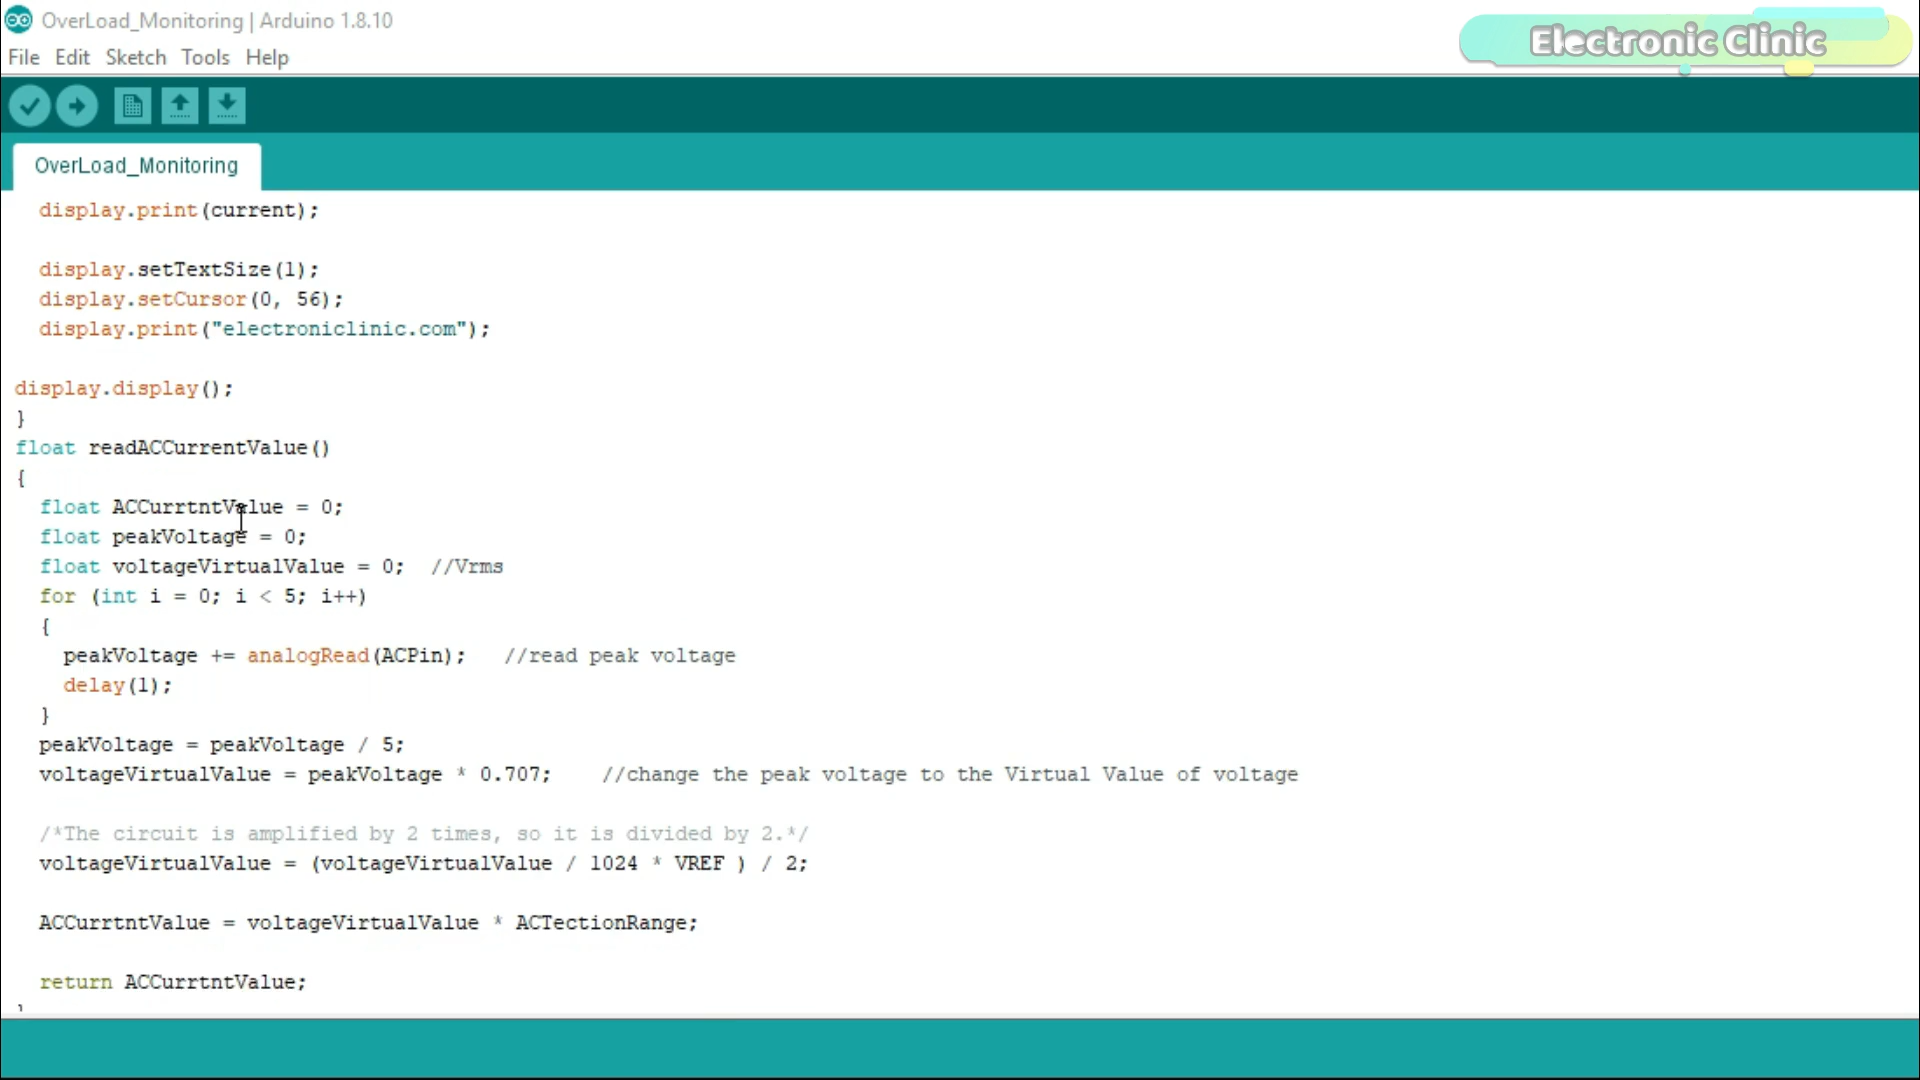 OverLoad_Monitoring | Arduino 1.8.10
Electronic Clinic
File Edit Sketch Tools Help
OverLoad_Monitoring
display.print(current);
display.setTextSize(1);
display.setCursor(0, 56);
display.print("electroniclinic.com");
display.display();
}
float readACCurrentValue()
{
float ACCurrtntValue = 0;
float peakVoltage = 0;
float voltageVirtualValue = 0; //Vrms
for (int i = 0; i < 5; i++)
{
peakVoltage += analogRead(ACPin); //read peak voltage
delay(1);
}
peakVoltage = peakVoltage / 5;
voltageVirtualValue = peakVoltage * 0.707; //change the peak voltage to the Virtual Value of voltage
/*The circuit is amplified by 2 times, so it is divided by 2.*/
voltageVirtualValue = (voltageVirtualValue / 1024 * VREF ) / 2;
ACCurrtntValue = voltageVirtualValue * ACTectionRange;
return ACCurrtntValue;